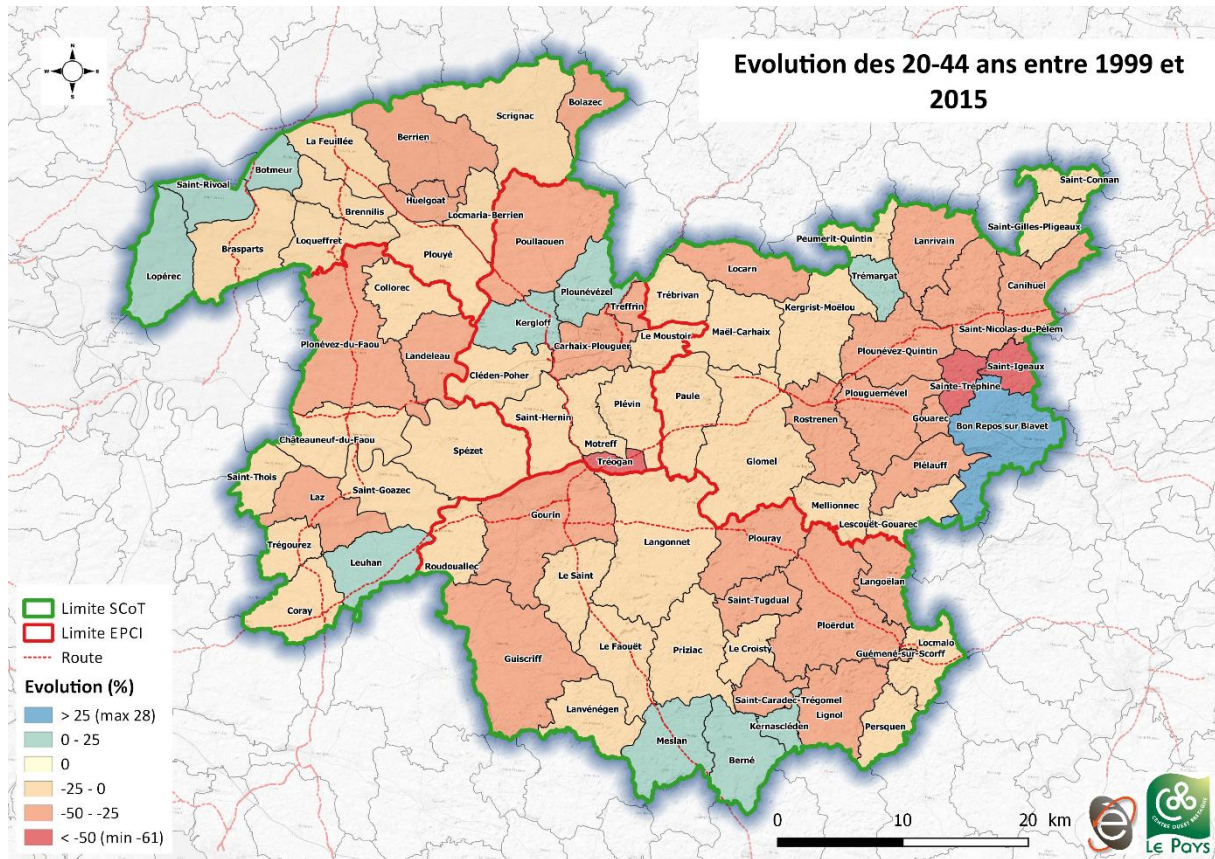 Evolution des 20-44 ans entre 1999 et
2015
N
W E
S
Bolazec
Scrignac
La Feuillée
Berrien
Botmeur
Saint-Rivoal
Huelgoat
Brennilis
Locmaria-Berrien
Loqueffret
Brasparts
Plouyé
Poullaouen
Lopérec
Collorec
Plounévézel
Treffrin
Kergloff
Carhaix-Plouguer
Landeleau
Plonévez-du-Faou
Cléden-Poher
Saint-Connan
Saint-Gilles-Pligeaux
Peumerit-Quintin
Lanrivain
Trémargat
Locarn
Canihuel
Trébrivan
Kergrist-Moëlou
Maël-Carhaix
Le Moustoir
Saint-Nicolas-du-Pélem
Plounévez-Quintin
Saint-Igeaux
Sainte-Tréphine
Plouguernével
Paule
Rostrenen
Gouarec
Bon Repos sur Blavet
Plévin
Saint-Hernin
Motreff
Tréogan
Châteauneuf-du-Faou
Spézet
Glomel
Plélauff
Mellionnec
Lescouët-Gouarec
Saint-Thois
Saint-Goazec
Laz
Trégourez
Leuhan
Coray
Roudouallec
Gourin
Langonnet
Plouray
Le Saint
Langoëlan
Saint-Tugdual
Ploërdut
Guiscriff
Le Faouët
Priziac
Le Croisty
Locmalo
Guémené-sur-Scorff
Saint-Caradec-Trégomel
Lignol
Persquen
Lanvénégen
Kernascléden
Meslan
Berné
Limite SCoT
Limite EPCI
Route
Evolution (%)
> 25 (max 28)
0 - 25
0
-25 - 0
-50 - -25
< -50 (min -61)
0 10 20 km
e
CENTRE OUEST BRETAGNE
LE PAYS